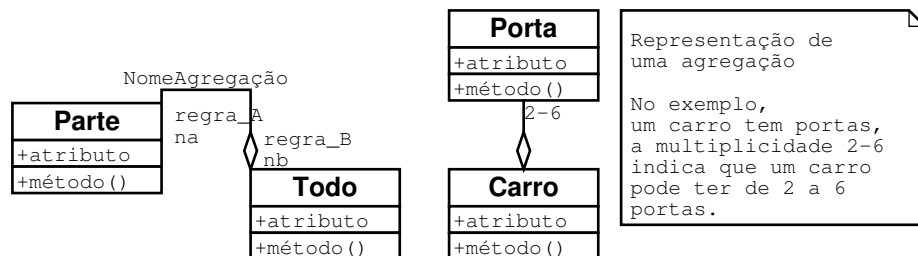 NomeAgregação
Parte
+atributo
+método()
regra_A
na
regra_B
nb
Todo
+atributo
+método()
Porta
+atributo
+método()
2-6
Carro
+atributo
+método()
Representação de
uma agregação
No exemplo,
um carro tem portas,
a multiplicidade 2-6
indica que um carro
pode ter de 2 a 6
portas.